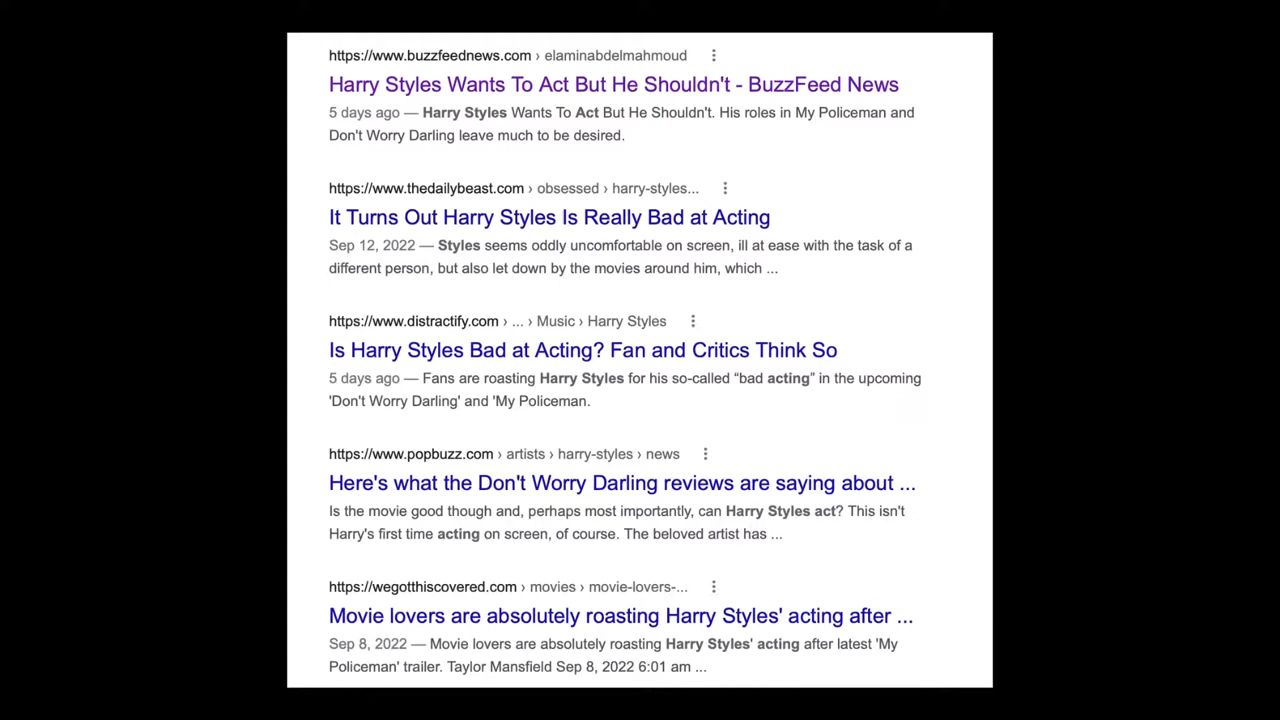 https://www.buzzfeednews.com › elaminabdelmahmoud
Harry Styles Wants To Act But He Shouldn't - BuzzFeed News
5 days ago — Harry Styles Wants To Act But He Shouldn't. His roles in My Policeman and
Don't Worry Darling leave much to be desired.
https://www.thedailybeast.com › obsessed › harry-styles...
It Turns Out Harry Styles Is Really Bad at Acting
Sep 12, 2022 — Styles seems oddly uncomfortable on screen, ill at ease with the task of a
different person, but also let down by the movies around him, which ...
https://www.distractify.com › ... › Music › Harry Styles
Is Harry Styles Bad at Acting? Fan and Critics Think So
5 days ago — Fans are roasting Harry Styles for his so-called “bad acting” in the upcoming
'Don't Worry Darling' and 'My Policeman.
https://www.popbuzz.com › artists › harry-styles › news
Here's what the Don't Worry Darling reviews are saying about ...
Is the movie good though and, perhaps most importantly, can Harry Styles act? This isn't
Harry's first time acting on screen, of course. The beloved artist has ...
https://wegotthiscovered.com › movies › movie-lovers-...
Movie lovers are absolutely roasting Harry Styles' acting after ...
Sep 8, 2022 — Movie lovers are absolutely roasting Harry Styles' acting after latest 'My
Policeman' trailer. Taylor Mansfield Sep 8, 2022 6:01 am ...